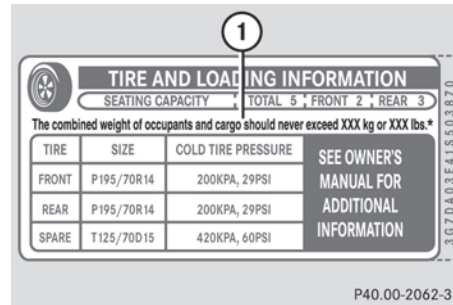 1
TIRE AND LOADING INFORMATION
SEATING CAPACITY TOTAL 5 FRONT 2 REAR 3
The combined weight of occupants and cargo should never exceed XXX kg or XXX lbs.*
TIRE SIZE COLD TIRE PRESSURE
FRONT P195/70R14 200KPA, 29PSI
REAR P195/70R14 200KPA, 29PSI
SPARE T125/70D15 420KPA, 60PSI
SEE OWNER'S
MANUAL FOR
ADDITIONAL
INFORMATION
3G7DA03E41S503870
P40.00-2062-3